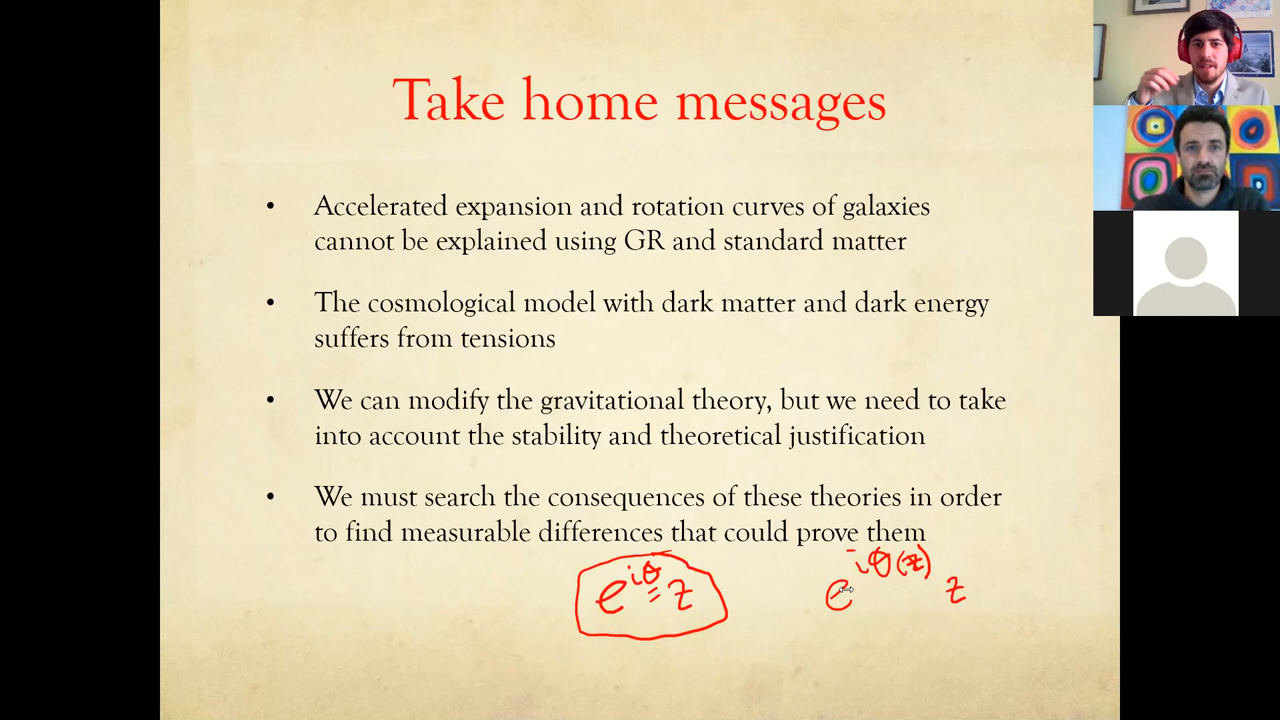 Take home messages
• Accelerated expansion and rotation curves of galaxies
cannot be explained using GR and standard matter
• The cosmological model with dark matter and dark energy
suffers from tensions
• We can modify the gravitational theory, but we need to take
into account the stability and theoretical justification
• We must search the consequences of these theories in order
to find measurable differences that could prove them
e^{iθ} z
e^{iθ(z)} z